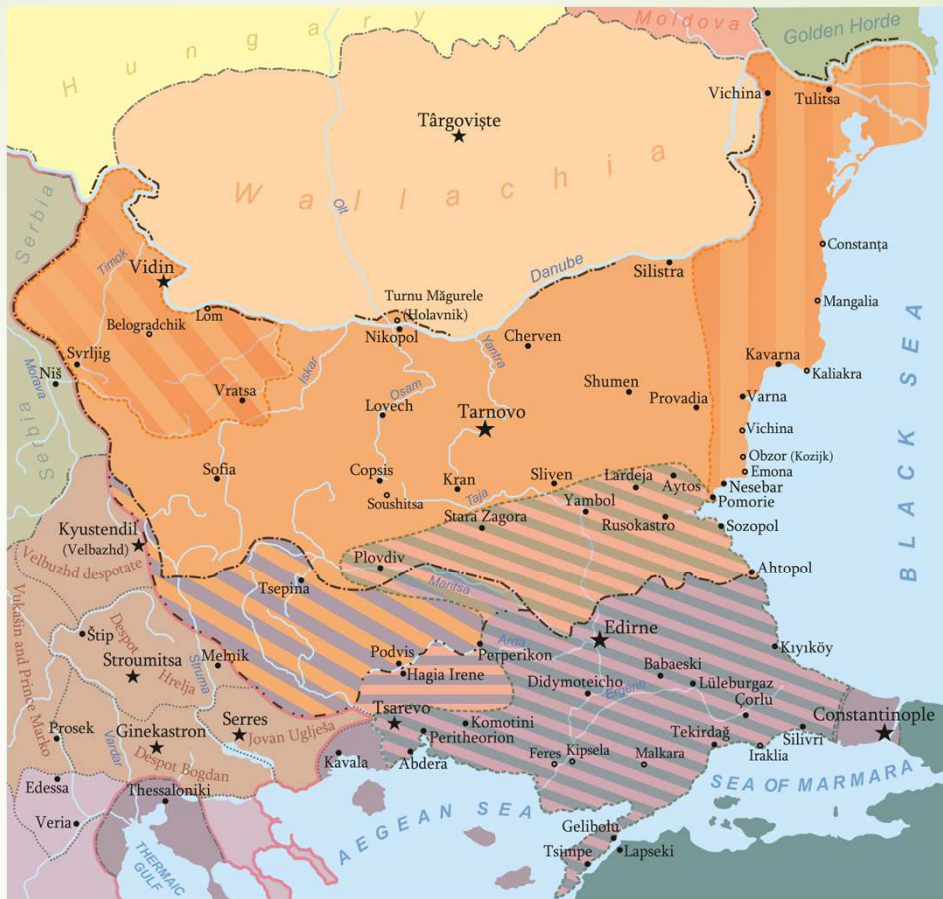 Hungary
Moldova
Golden Horde
Vichina
Tulitsa
Târgoviște
Wallachia
Serbia
Olt
Timok
Vidin
Danube
Silistra
Constanța
Mangalia
Lom
Belogradchik
Turnu Măgurele
(Holavnik)
Nikopol
Cherven
Yantra
Iskar
Svrljig
Niš
Morava
Serbia
Vratsa
Osam
Lovech
Tarnovo
Shumen
Provadia
Kavarna
Kaliakra
Varna
Vichina
Obzor (Kozijk)
Emona
Nesebar
Pomorie
Sozopol
BLACK SEA
Sofia
Copsis
Soushitsa
Kran
Taja
Sliven
Lardeja
Aytos
Yambol
Rusokastro
Stara Zagora
Kyustendil
(Velbazhd)
Velbuzhd despotate
Plovdiv
Maritsa
Ahtopol
Tsepina
Vukašin and Prince Marko
Štip
Despot
Hrelja
Stroumitsa
Melnik
Struma
Podvis
Hagia Irene
Perperikon
Arda
Edirne
Kıyıköy
Didymoteicho
Babaeski
Ergene
Lüleburgaz
Çorlu
Constantinople
Prosek
Vardar
Ginekastron
Despot Bogdan
Serres
Jovan Uglješa
Tsarevo
Komotini
Peritheorion
Kavala
Abdera
Feres
Kipsela
Malkara
Tekirdağ
Iraklia
Silivri
Edessa
Thessaloniki
Veria
THERMAIC
GULF
AEGEAN SEA
SEA OF MARMARA
Gelibolu
Tsimpe
Lapseki